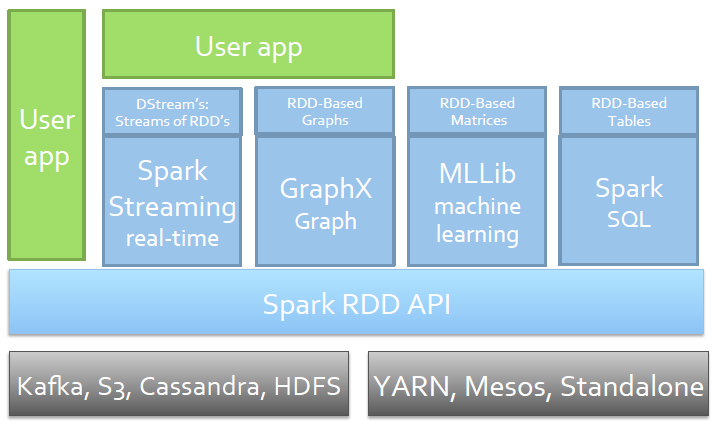 User
app
User app
DStream's:
Streams of RDD's
RDD-Based
Graphs
RDD-Based
Matrices
RDD-Based
Tables
Spark
Streaming
real-time
GraphX
Graph
MLLib
machine
learning
Spark
SQL
Spark RDD API
Kafka, S3, Cassandra, HDFS
YARN, Mesos, Standalone